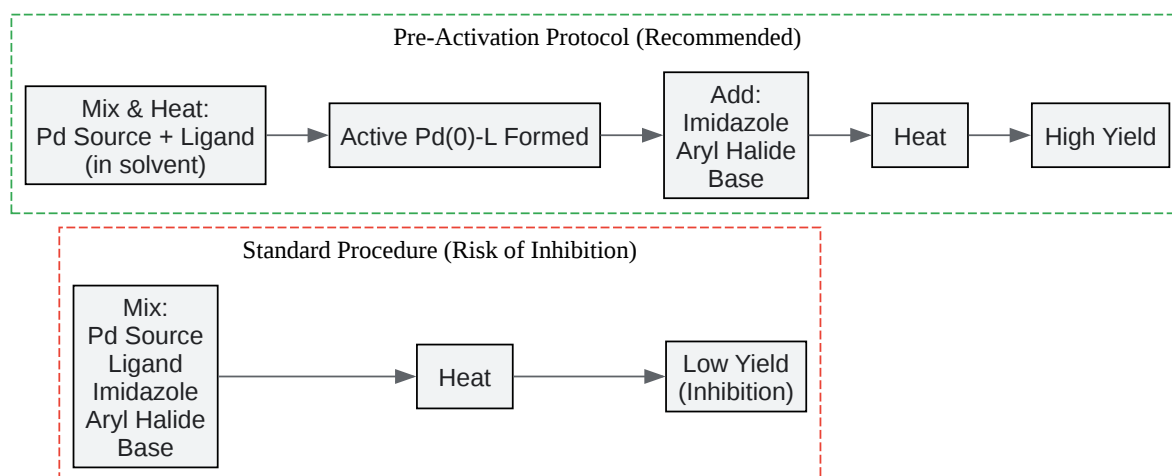 Pre-Activation Protocol (Recommended)
Mix & Heat:
Pd Source + Ligand
(in solvent)
Active Pd(0)-L Formed
Add:
Imidazole
Aryl Halide
Base
Heat
High Yield
Standard Procedure (Risk of Inhibition)
Mix:
Pd Source
Ligand
Imidazole
Aryl Halide
Base
Heat
Low Yield
(Inhibition)